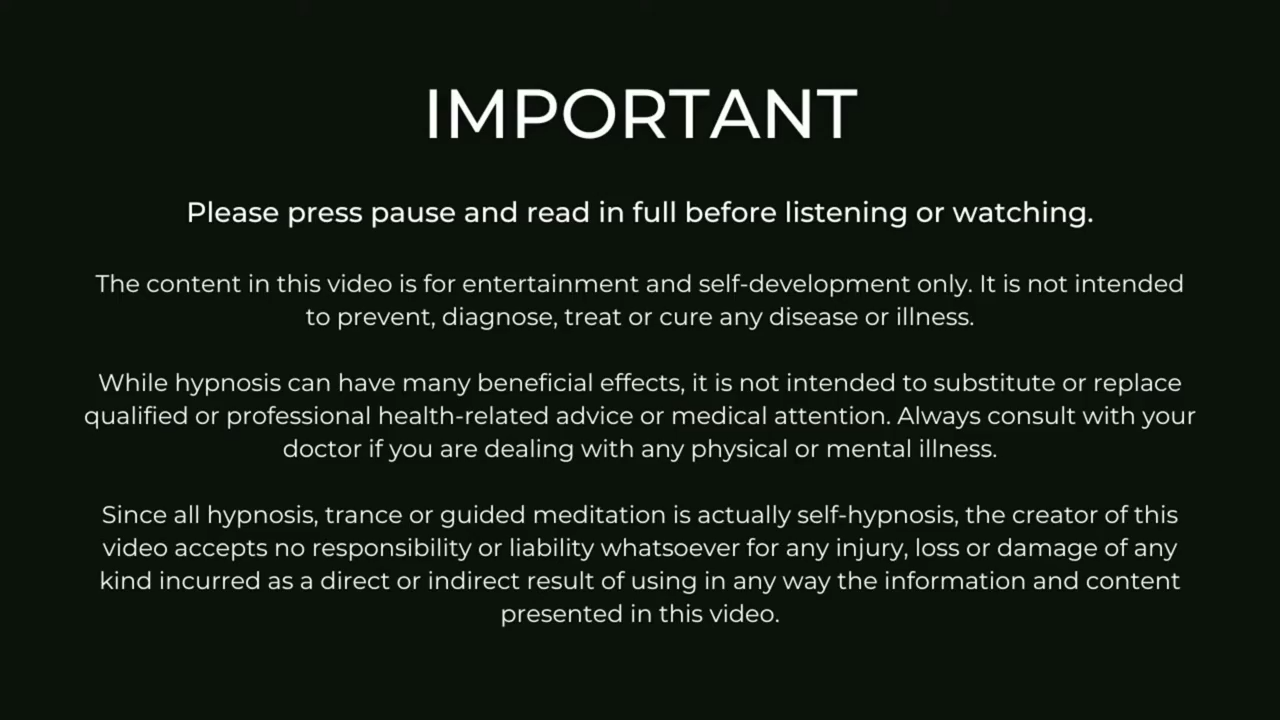 IMPORTANT
Please press pause and read in full before listening or watching.
The content in this video is for entertainment and self-development only. It is not intended
to prevent, diagnose, treat or cure any disease or illness.
While hypnosis can have many beneficial effects, it is not intended to substitute or replace
qualified or professional health-related advice or medical attention. Always consult with your
doctor if you are dealing with any physical or mental illness.
Since all hypnosis, trance or guided meditation is actually self-hypnosis, the creator of this
video accepts no responsibility or liability whatsoever for any injury, loss or damage of any
kind incurred as a direct or indirect result of using in any way the information and content
presented in this video.